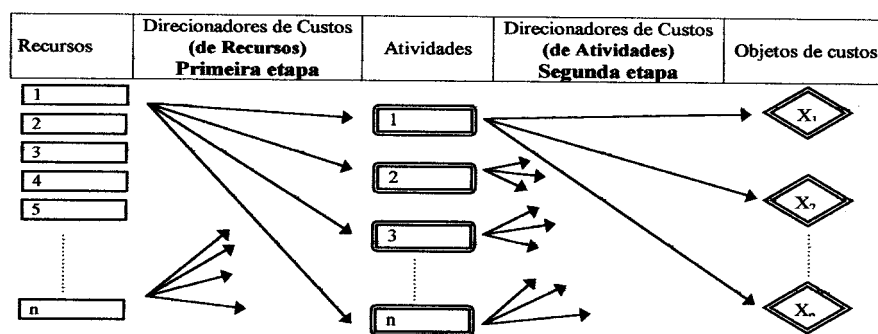 Recursos
Direcionadores de Custos
(de Recursos)
Primeira etapa
Atividades
Direcionadores de Custos
(de Atividades)
Segunda etapa
Objetos de custos
1
2
3
4
5
n
1
2
3
n
X₁
X₂
Xₙ